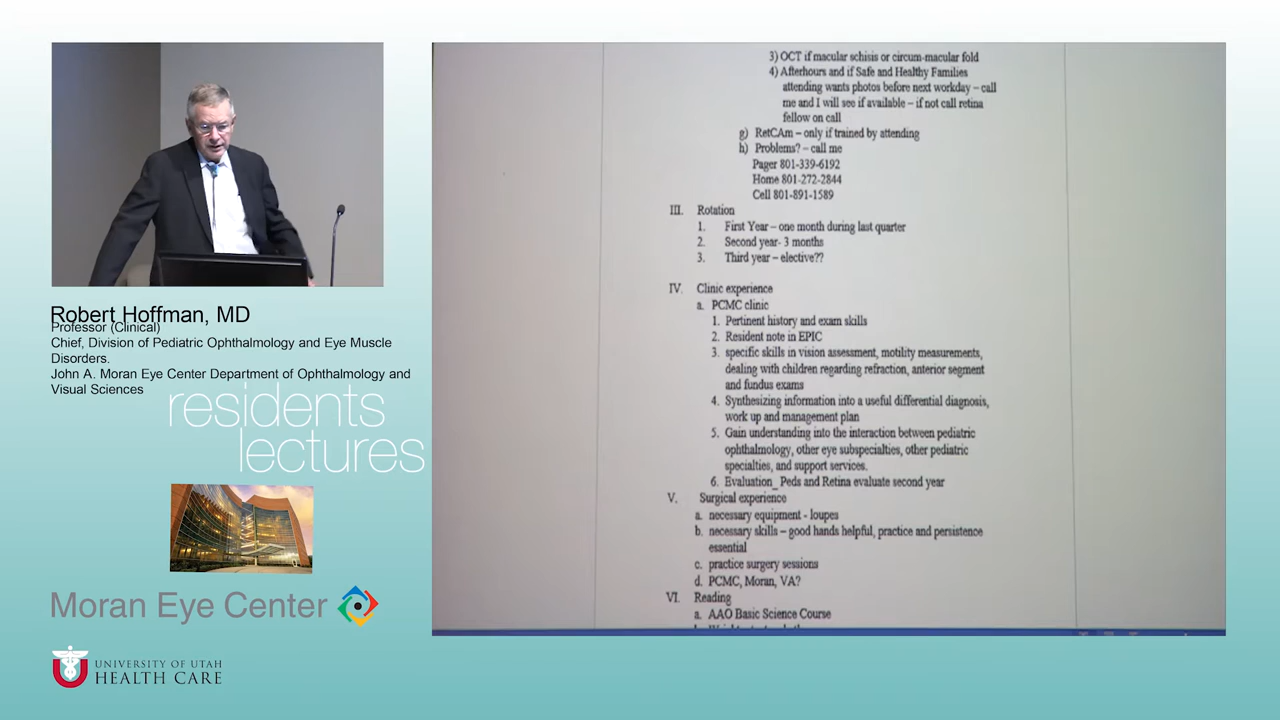 Robert Hoffman, MD
Professor (Clinical)
Chief, Division of Pediatric Ophthalmology and Eye Muscle
Disorders.
John A. Moran Eye Center Department of Ophthalmology and
Visual Sciences
residents
lectures
Moran Eye Center
UNIVERSITY OF UTAH
HEALTH CARE
3) OCT if macular schisis or circum-macular fold
4) Afterhours and if Safe and Healthy Families
attending wants photos before next workday – call
me and I will see if available – if not call retina
fellow on call
g) RetCAm – only if trained by attending
h) Problems? – call me
Pager 801-339-6192
Home 801-272-2844
Cell 801-891-1589
III. Rotation
1. First Year – one month during last quarter
2. Second year- 3 months
3. Third year – elective??
IV. Clinic experience
a. PCMC clinic
1. Pertinent history and exam skills
2. Resident note in EPIC
3. specific skills in vision assessment, motility measurements,
dealing with children regarding refraction, anterior segment
and fundus exams
4. Synthesizing information into a useful differential diagnosis,
work up and management plan
5. Gain understanding into the interaction between pediatric
ophthalmology, other eye subspecialties, other pediatric
specialties, and support services.
6. Evaluation_ Peds and Retina evaluate second year
V. Surgical experience
a. necessary equipment - loupes
b. necessary skills – good hands helpful, practice and persistence
essential
c. practice surgery sessions
d. PCMC, Moran, VA?
VI. Reading
a. AAO Basic Science Course